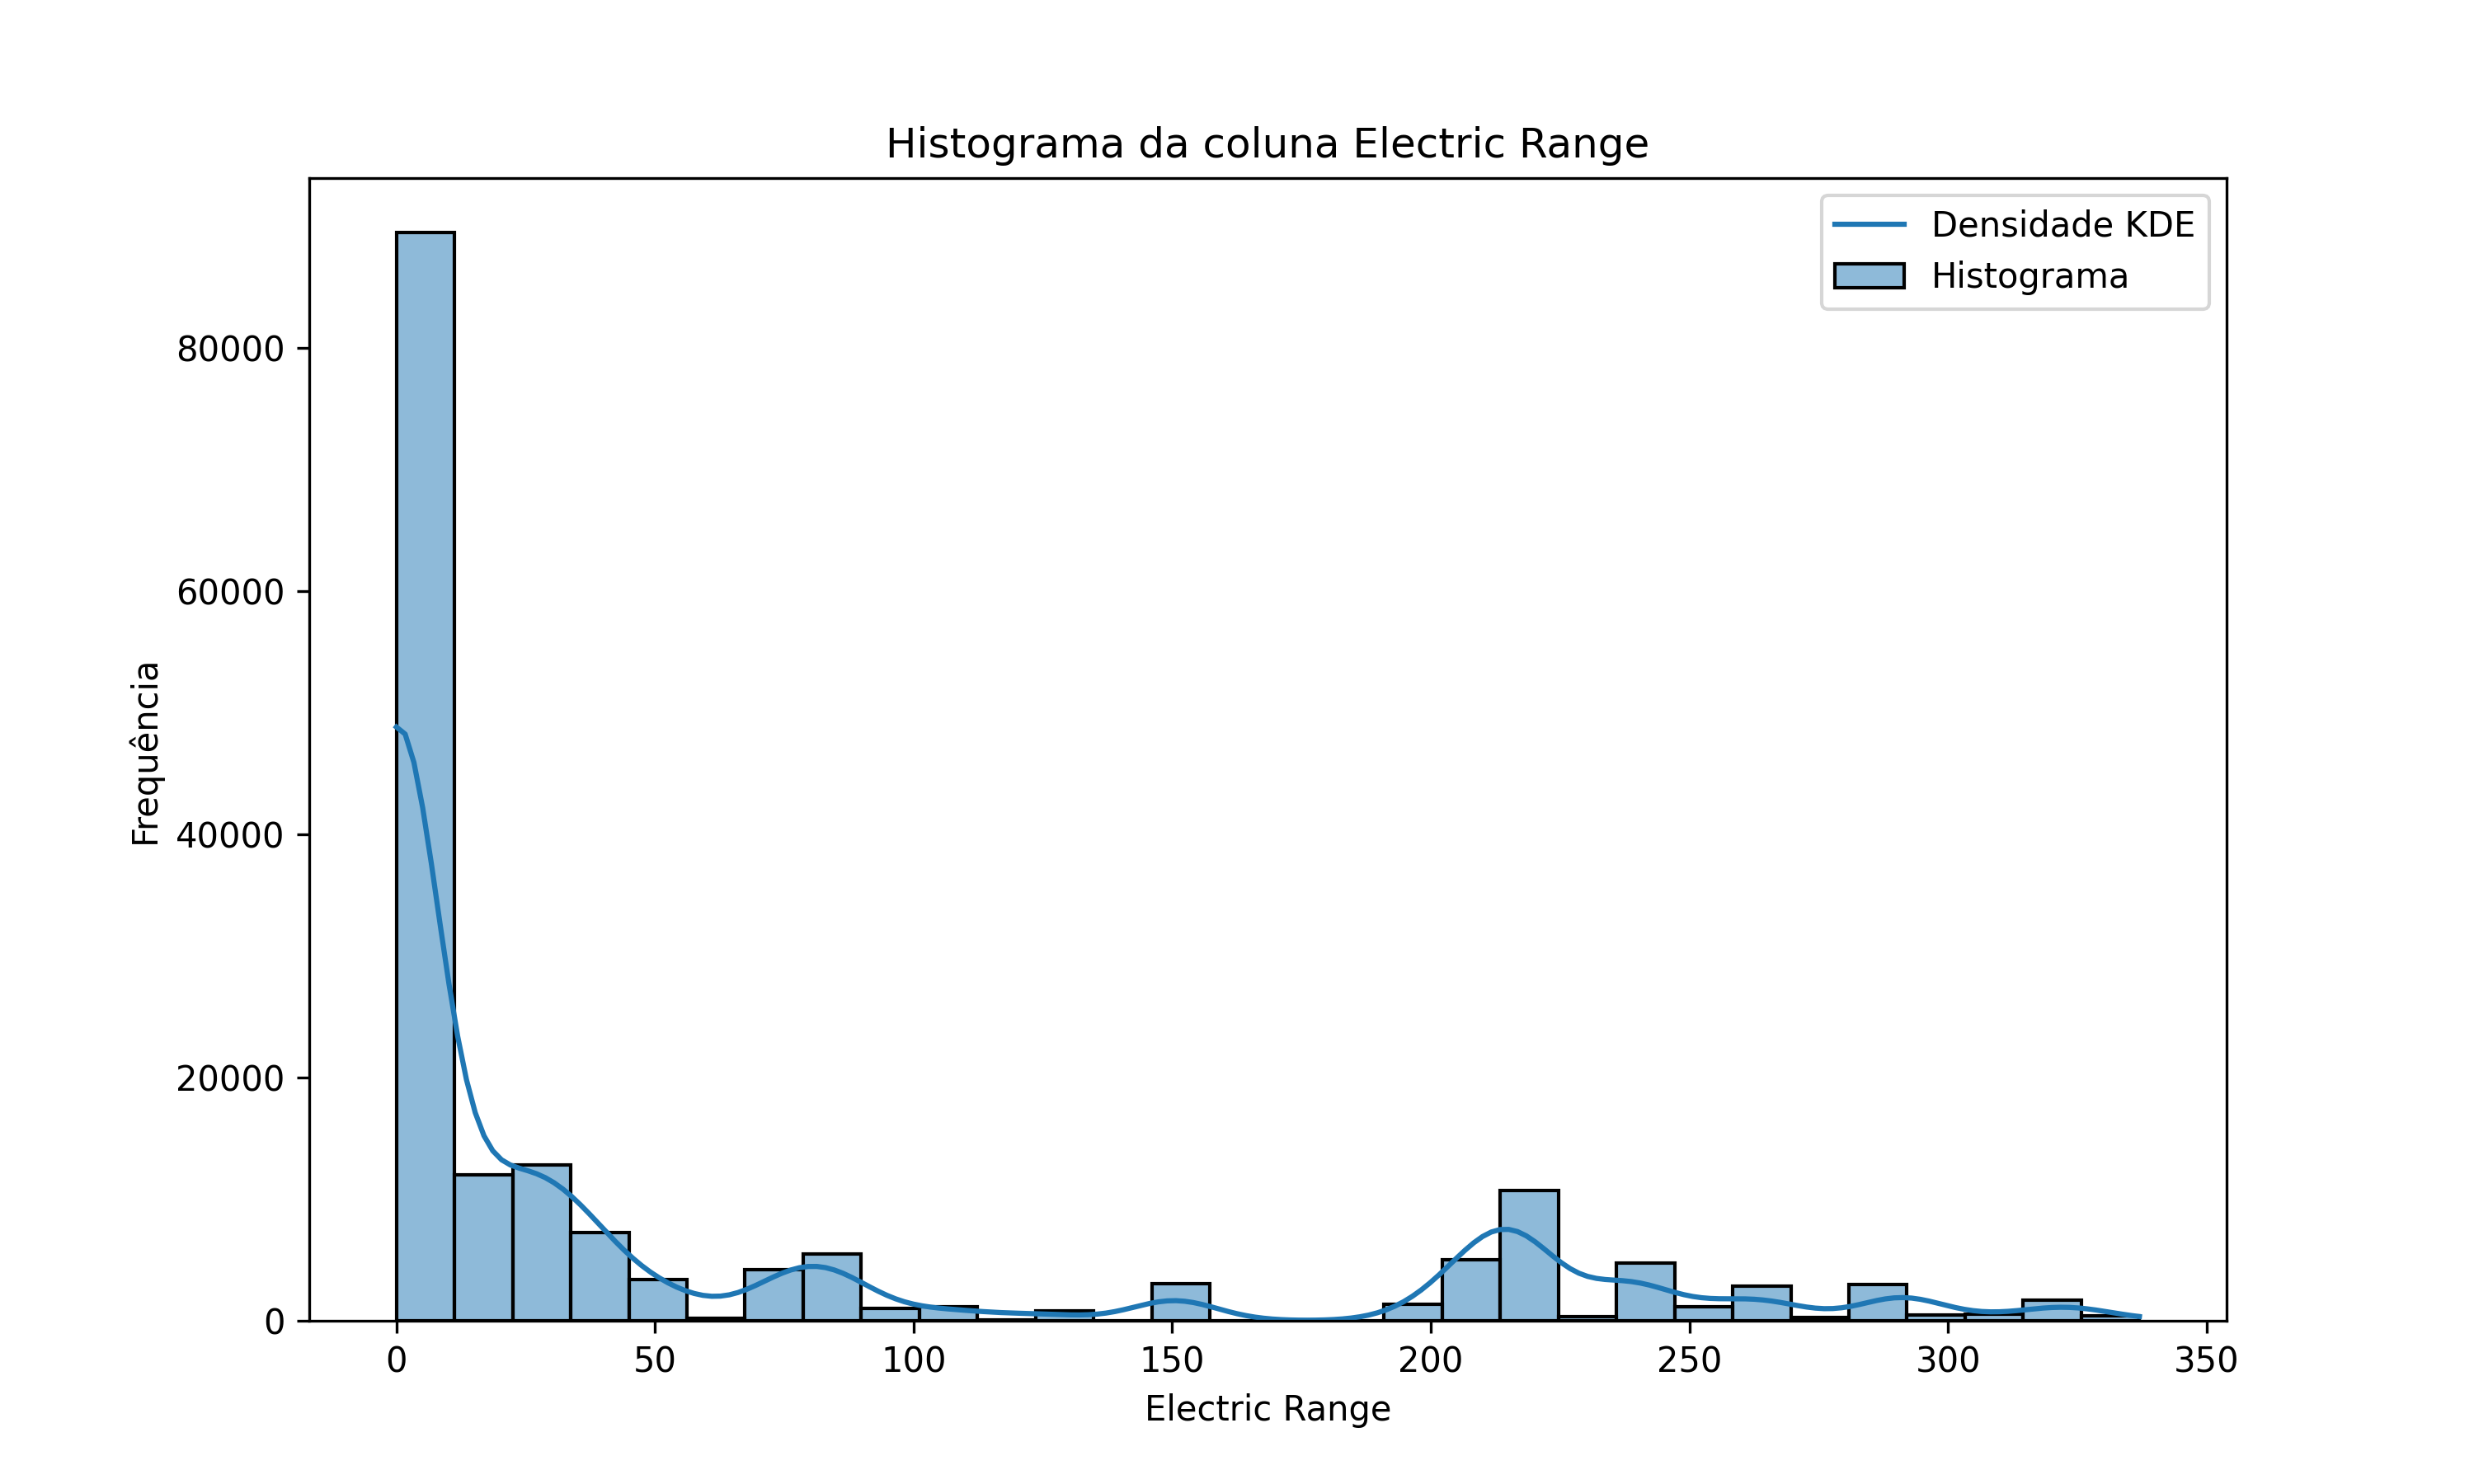 Histograma da coluna Electric Range
Densidade KDE
Histograma
80000
60000
40000
20000
0
Frequência
0 50 100 150 200 250 300 350
Electric Range